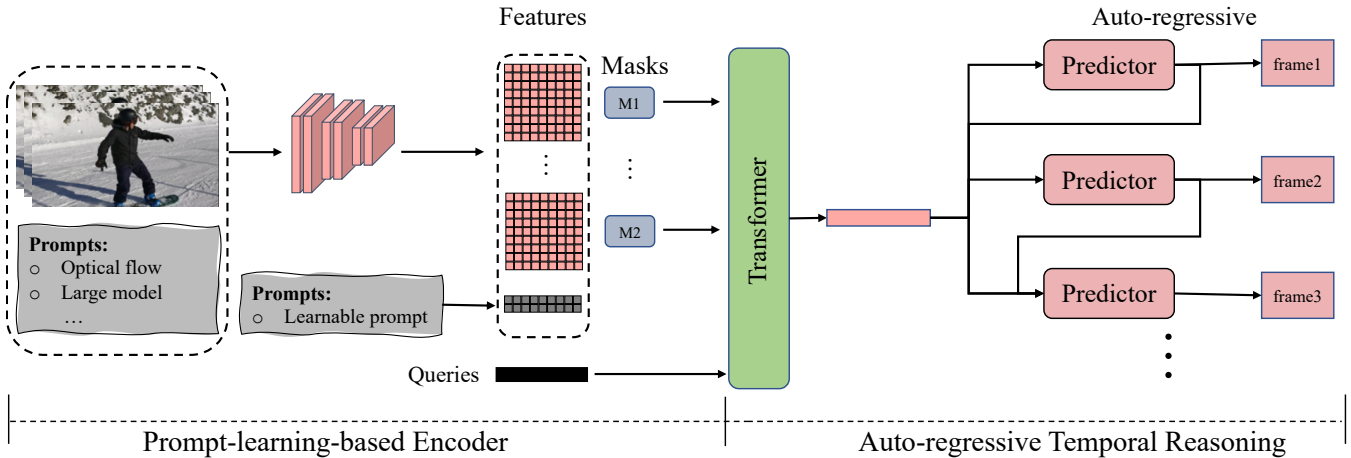 Features
Auto-regressive
Masks
Predictor
frame1
M1
Transformer
Predictor
frame2
M2
Prompts:
○ Optical flow
○ Large model
…
Prompts:
○ Learnable prompt
Predictor
frame3
Queries
Prompt-learning-based Encoder
Auto-regressive Temporal Reasoning